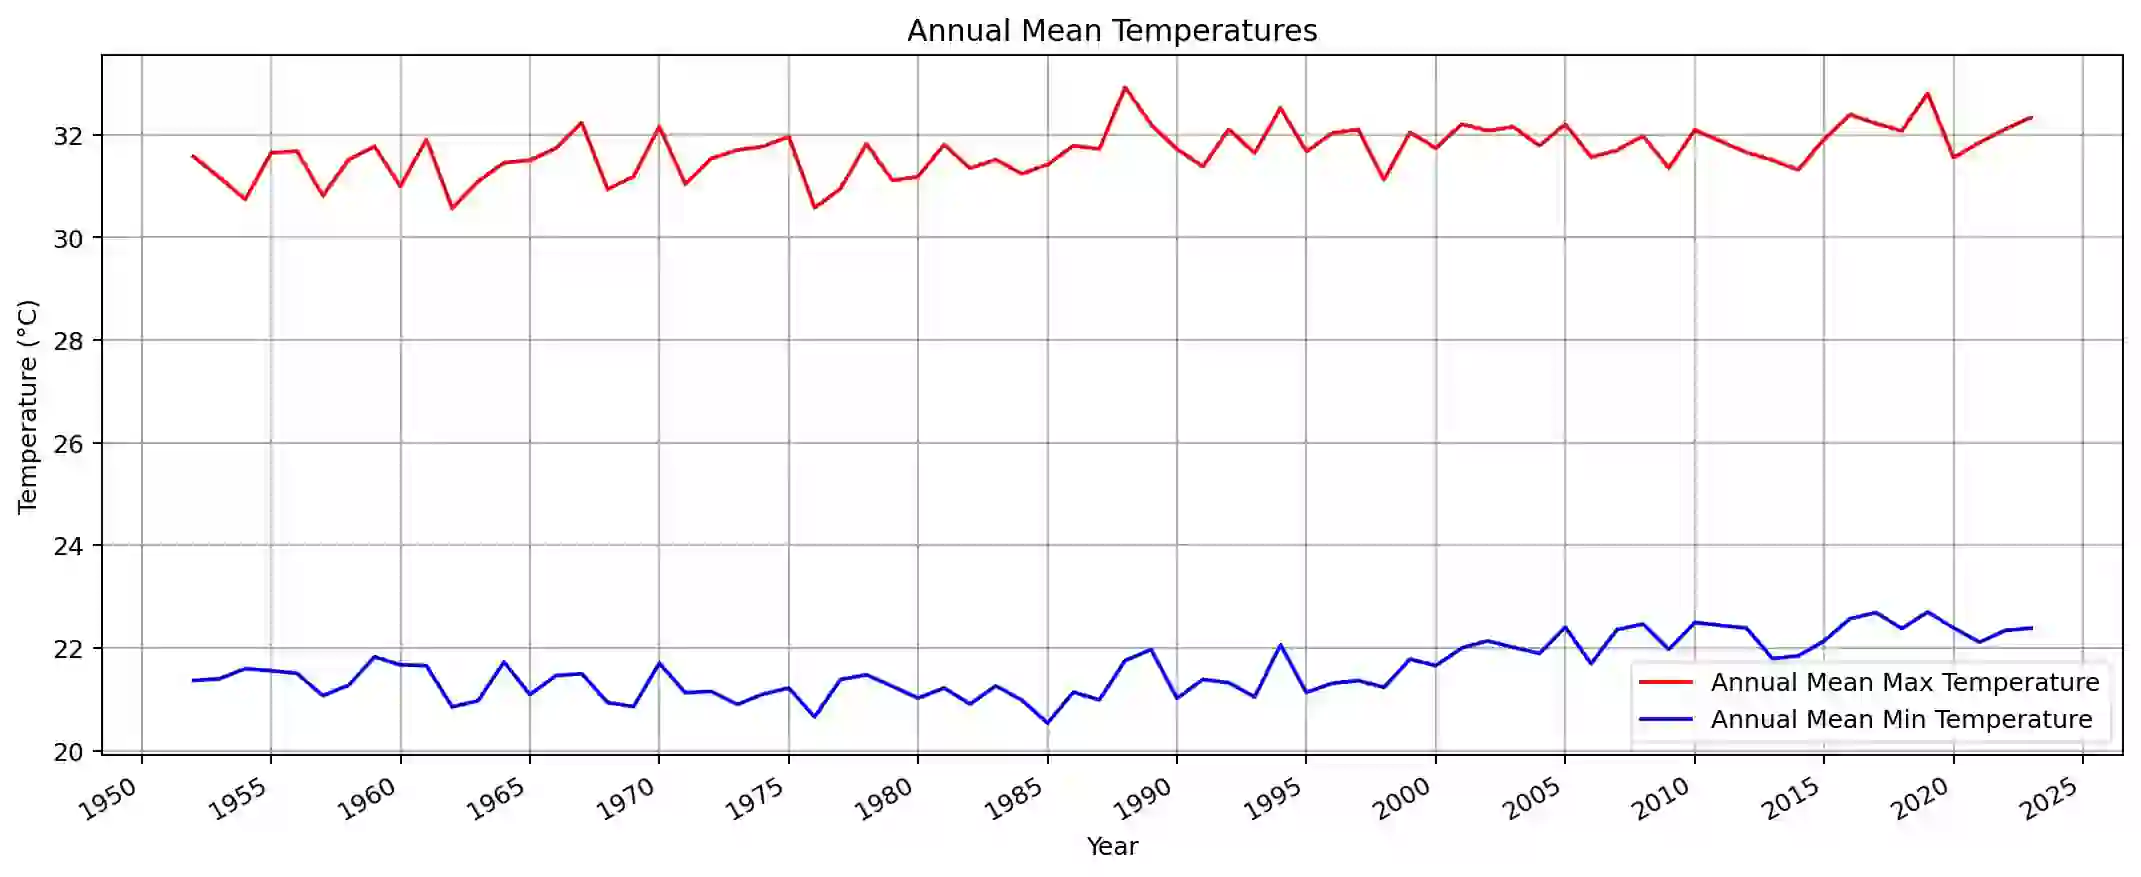 Annual Mean Temperatures
Temperature (°C)
32
30
28
26
24
22
20
Annual Mean Max Temperature
Annual Mean Min Temperature
1950 1955 1960 1965 1970 1975 1980 1985 1990 1995 2000 2005 2010 2015 2020 2025
Year